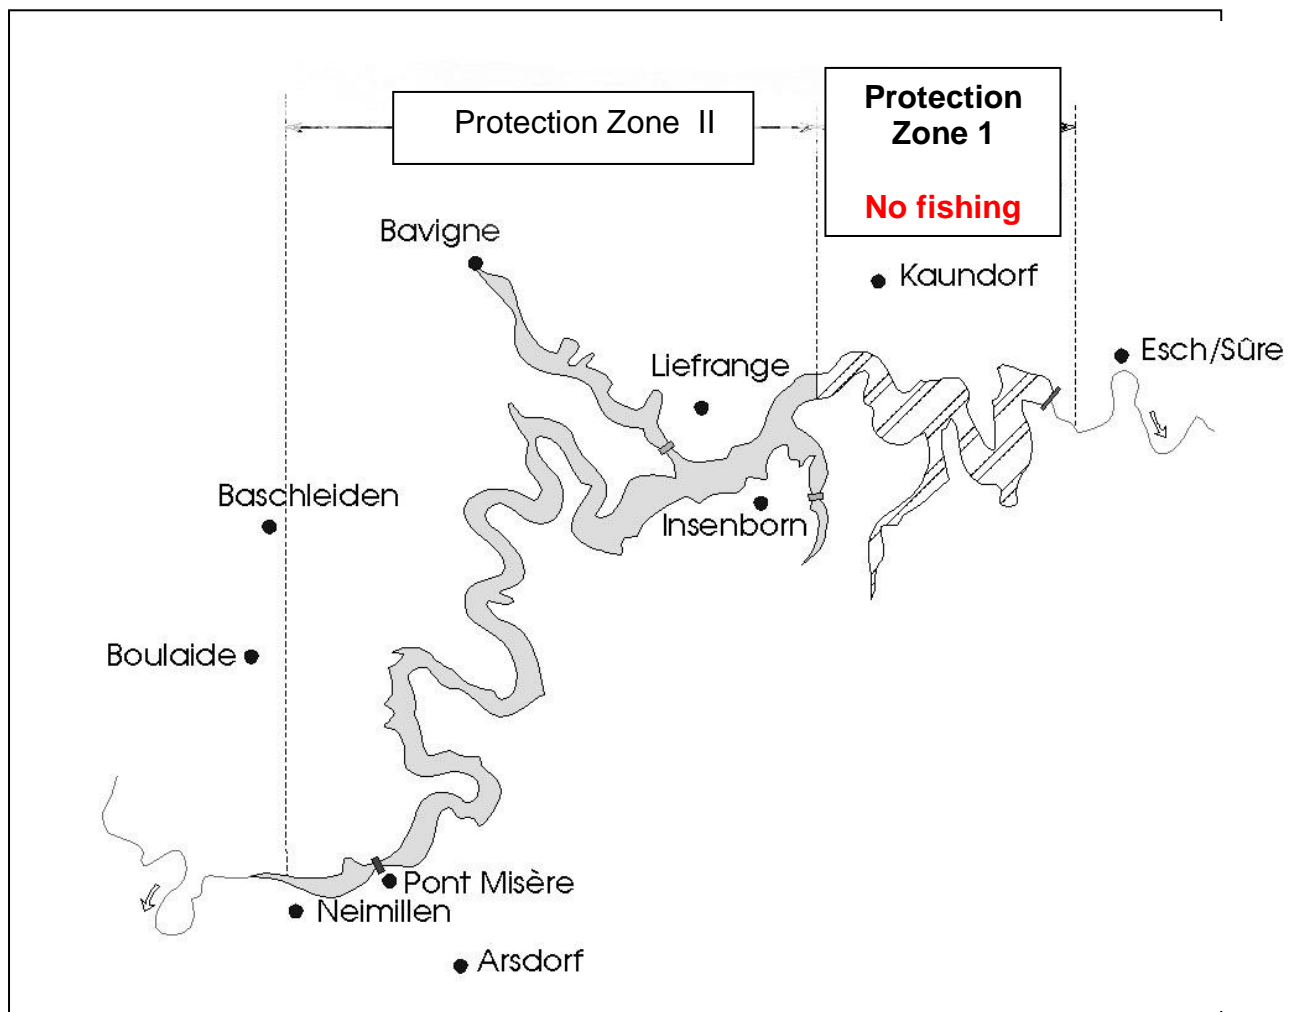 Protection Zone II
Protection
Zone 1
No fishing
Bavigne
Kaundorf
Esch/Sûre
Liefrange
Baschleiden
Insenborn
Boulaide
Pont Misère
Neimillen
Arsdorf